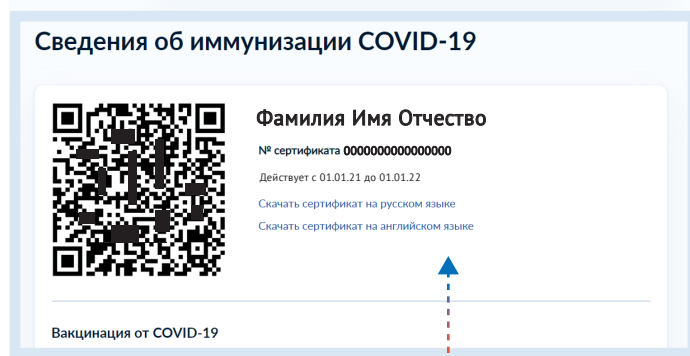 Сведения об иммунизации COVID-19
Фамилия Имя Отчество
№ сертификата 0000000000000000
Действует с 01.01.21 до 01.01.22
Скачать сертификат на русском языке
Скачать сертификат на английском языке
Вакцинация от COVID-19